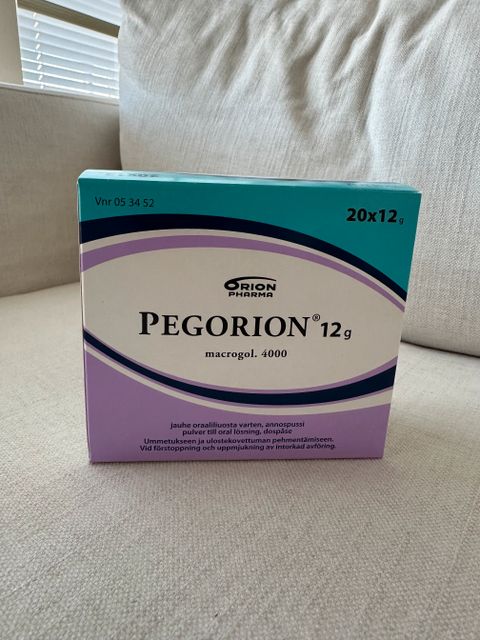 Vnr 05 34 52
20x12 g
ORION
PHARMA
PEGORION® 12 g
macrogol. 4000
jauhe oraaliliuosta varten, annospussi
pulver till oral lösning, dospåse
Ummetukseen ja ulostekovettuman pehmentämiseen.
Vid förstoppning och uppmjukning av intorkad avföring.